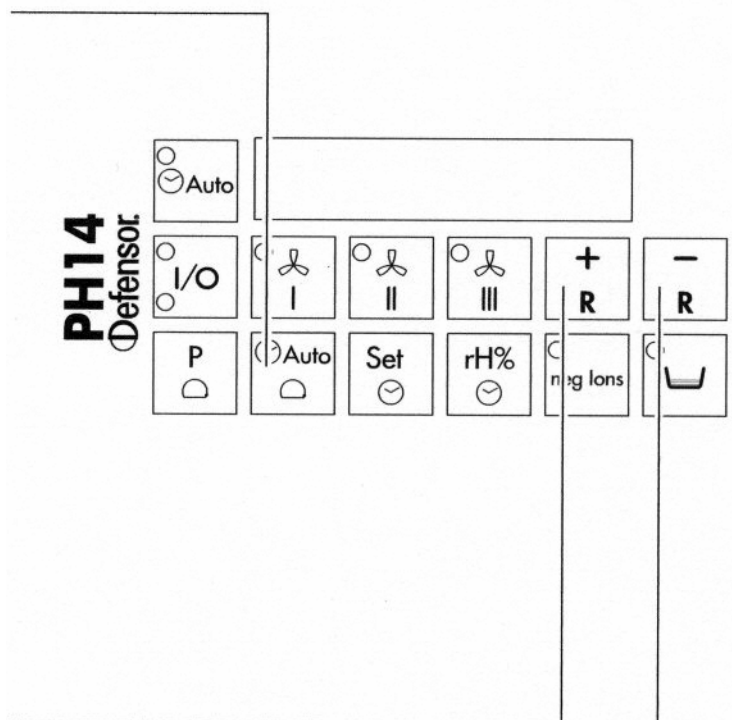 PH14
Defensor.
Auto
I/O
I
II
III
+
R
−
R
P
Auto
Set
rH%
neg Ions